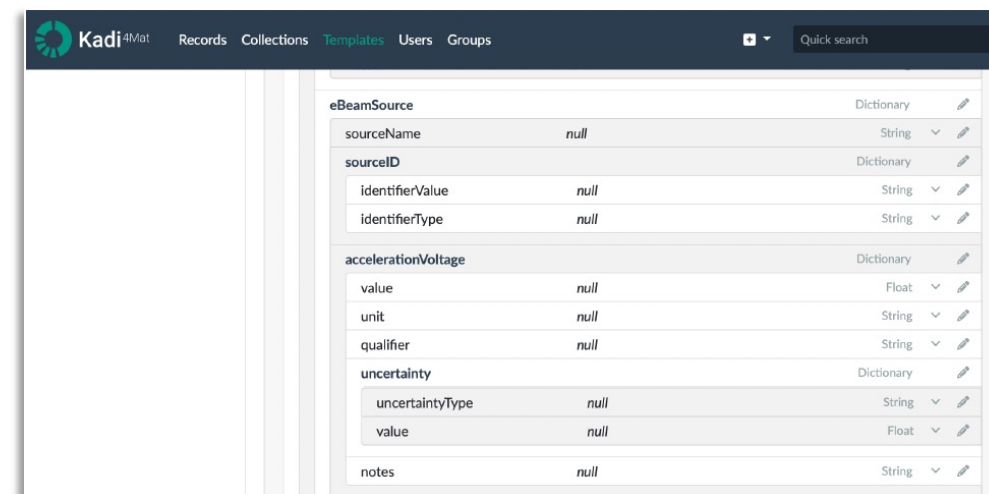 Kadi4Mat Records Collections Templates Users Groups Quick search
eBeamSource Dictionary
sourceName null String
sourceID Dictionary
identifierValue null String
identifierType null String
accelerationVoltage Dictionary
value null Float
unit null String
qualifier null String
uncertainty Dictionary
uncertaintyType null String
value null Float
notes null String